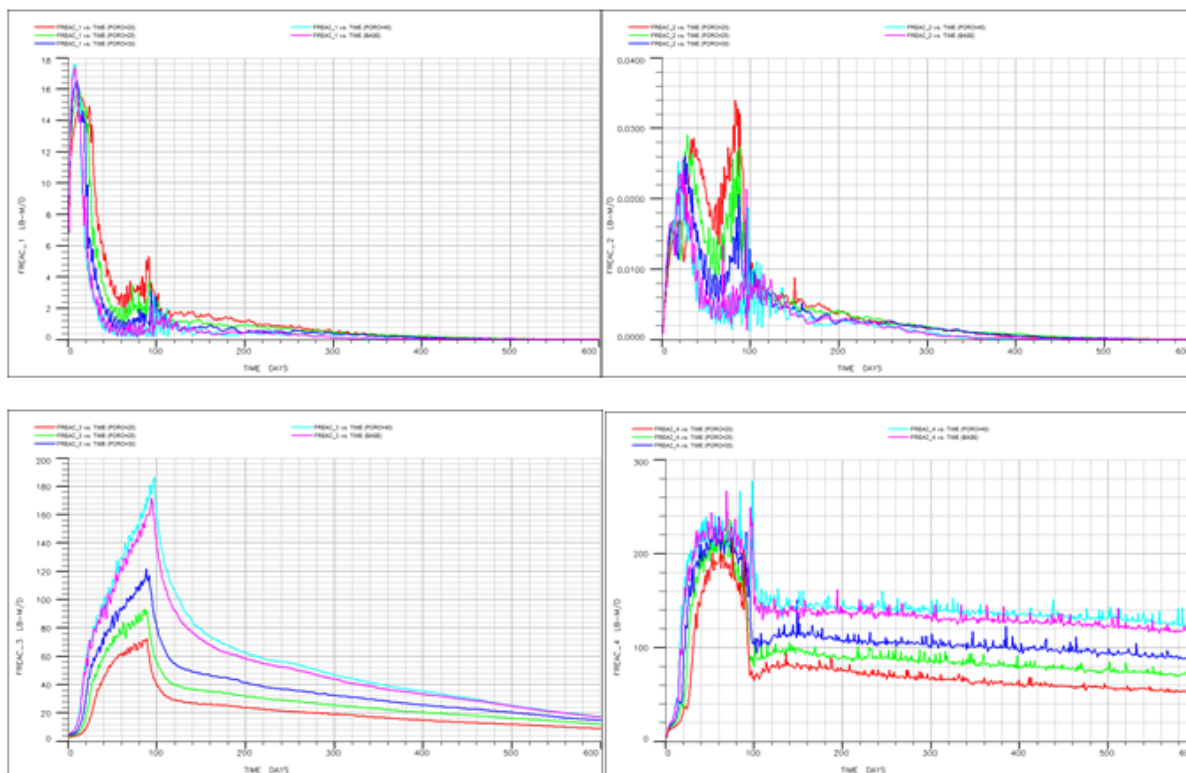 FREAC_1 vs. TIME (PORO=20) FREAC_1 vs. TIME (PORO=40)
FREAC_1 vs. TIME (PORO=25) FREAC_1 vs. TIME (BASE)
FREAC_1 vs. TIME (PORO=30)
18
16
14
12
10
8
6
4
2
0
FREAC_1 LB-M/D
0 100 200 300 400 500 600
TIME DAYS
FREAC_2 vs. TIME (PORO=20) FREAC_2 vs. TIME (PORO=40)
FREAC_2 vs. TIME (PORO=25) FREAC_2 vs. TIME (BASE)
FREAC_2 vs. TIME (PORO=30)
0.0400
0.0300
0.0200
0.0100
0.0000
FREAC_2 LB-M/D
0 100 200 300 400 500 600
TIME DAYS
FREAC_3 vs. TIME (PORO=20) FREAC_3 vs. TIME (PORO=40)
FREAC_3 vs. TIME (PORO=25) FREAC_3 vs. TIME (BASE)
FREAC_3 vs. TIME (PORO=30)
200
180
160
140
120
100
80
60
40
20
0
FREAC_3 LB-M/D
0 100 200 300 400 500 600
TIME DAYS
FREAC_4 vs. TIME (PORO=20) FREAC_4 vs. TIME (PORO=40)
FREAC_4 vs. TIME (PORO=25) FREAC_4 vs. TIME (BASE)
FREAC_4 vs. TIME (PORO=30)
300
200
100
0
FREAC_4 LB-M/D
0 100 200 300 400 500 600
TIME DAYS